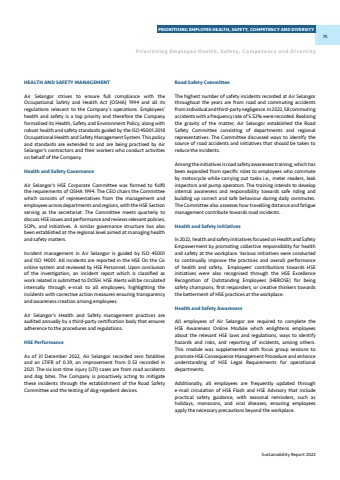 PRIORITISING EMPLOYEE HEALTH, SAFETY, COMPETENCY AND DIVERSITY
75
Prioritising Employee Health, Safety, Competency and Diversity
HEALTH AND SAFETY MANAGEMENT
Air Selangor strives to ensure full compliance with the
Occupational Safety and Health Act (OSHA) 1994 and all its
regulations relevant to the Company's operations. Employees'
health and safety is a top priority and therefore the Company
formalised its Health, Safety and Environment Policy, along with
robust health and safety standards guided by the ISO 45001:2018
Occupational Health and Safety Management System. This policy
and standards are extended to and are being practised by Air
Selangor's contractors and their workers who conduct activities
on behalf of the Company.
Health and Safety Governance
Air Selangor's HSE Corporate Committee was formed to fulfil
the requirements of OSHA 1994. The CEO chairs the Committee
which consists of representatives from the management and
employees across departments and regions, with the HSE Section
serving as the secretariat. The Committee meets quarterly to
discuss HSE issues and performance and reviews relevant policies,
SOPs, and initiatives. A similar governance structure has also
been established at the regional level aimed at managing health
and safety matters.
Incident management in Air Selangor is guided by ISO 45001
and ISO 14001. All incidents are reported in the HSE On the Go
online system and reviewed by HSE Personnel. Upon conclusion
of the investigation, an incident report which is classified as
work related is submitted to DOSH. HSE Alerts will be circulated
internally through e-mail to all employees, highlighting the
incidents with corrective action measures ensuring transparency
and awareness creation among employees.
Air Selangor's Health and Safety management practices are
audited annually by a third-party certification body that ensures
adherence to the procedures and regulations.
HSE Performance
As of 31 December 2022, Air Selangor recorded zero fatalities
and an LTIFR of 0.39, an improvement from 0.53 recorded in
2021. The six lost-time injury (LTI) cases are from road accidents
and dog bites. The Company is proactively acting to mitigate
these incidents through the establishment of the Road Safety
Committee and the testing of dog-repellent devices.
Road Safety Committee
The highest number of safety incidents recorded at Air Selangor
throughout the years are from road and commuting accidents
from individual and third-party negligence. In 2022, 58 commuting
accidents with a frequency rate of 5.52% were recorded. Realising
the gravity of the matter, Air Selangor established the Road
Safety Committee consisting of departments and regional
representatives. The Committee discussed ways to identify the
source of road accidents and initiatives that should be taken to
reduce the incidents.
Among the initiatives is road safety awareness training, which has
been expanded from specific roles to employees who commute
by motorcycle while carrying out tasks i.e., meter readers, leak
inspectors and pump operators. The training intends to develop
internal awareness and responsibility towards safe riding and
building up correct and safe behaviour during daily commutes.
The Committee also assesses how travelling distance and fatigue
management contribute towards road incidents.
Health and Safety Initiatives
In 2022, health and safety initiatives focused on Health and Safety
Empowerment by promoting collective responsibility for health
and safety at the workplace. Various initiatives were conducted
to continually improve the practices and overall performance
of health and safety. Employees' contributions towards HSE
initiatives were also recognised through the HSE Excellence
Recognition of Outstanding Employees (HEROSE) for being
safety champions, first responders, or creative thinkers towards
the betterment of HSE practices at the workplace.
Health and Safety Awareness
All employees of Air Selangor are required to complete the
HSE Awareness Online Module which enlightens employees
about the relevant HSE laws and regulations, ways to identify
hazards and risks, and reporting of incidents, among others.
This module was supplemented with focus group sessions to
promote HSE Consequence Management Procedure and enhance
understanding of HSE Legal Requirements for operational
departments.
Additionally, all employees are frequently updated through
e-mail circulation of HSE Flash and HSE Advisory that include
practical safety guidance, with seasonal reminders, such as
holidays, monsoons, and viral diseases, ensuring employees
apply the necessary precautions beyond the workplace.
Sustainability Report 2022